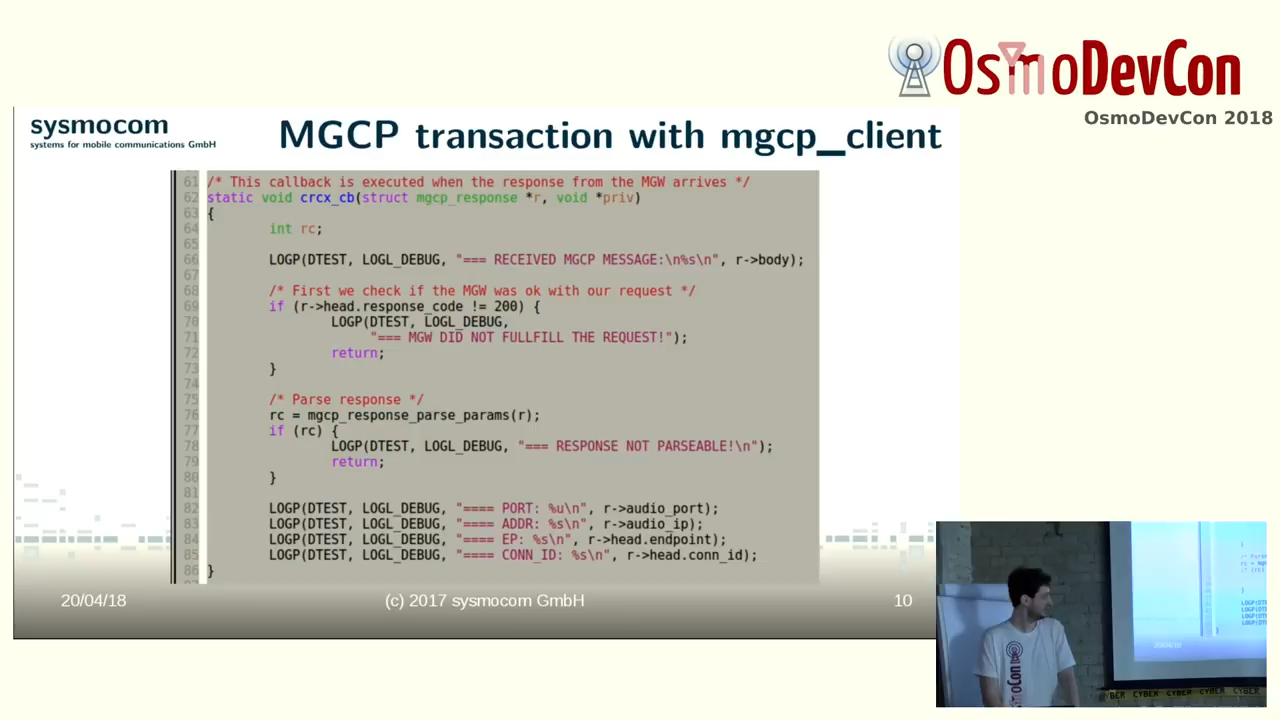 OsmoDevCon
OsmoDevCon 2018
sysmocom
systems for mobile communications GmbH
MGCP transaction with mgcp_client
61 /* This callback is executed when the response from the MGW arrives */
62 static void crcx_cb(struct mgcp_response *r, void *priv)
63 {
64         int rc;
65
66         LOGP(DTEST, LOGL_DEBUG, "=== RECEIVED MGCP MESSAGE:\n%s\n", r->body);
67
68         /* First we check if the MGW was ok with our request */
69         if (r->head.response_code != 200) {
70                 LOGP(DTEST, LOGL_DEBUG,
71                      "=== MGW DID NOT FULLFILL THE REQUEST!");
72                 return;
73         }
74
75         /* Parse response */
76         rc = mgcp_response_parse_params(r);
77         if (rc) {
78                 LOGP(DTEST, LOGL_DEBUG, "=== RESPONSE NOT PARSEABLE!\n");
79                 return;
80         }
81
82         LOGP(DTEST, LOGL_DEBUG, "==== PORT: %u\n", r->audio_port);
83         LOGP(DTEST, LOGL_DEBUG, "==== ADDR: %s\n", r->audio_ip);
84         LOGP(DTEST, LOGL_DEBUG, "==== EP: %s\n", r->head.endpoint);
85         LOGP(DTEST, LOGL_DEBUG, "==== CONN_ID: %s\n", r->head.conn_id);
86 }
20/04/18
(c) 2017 sysmocom GmbH
10
CYBER CYBER CYBER CYBER